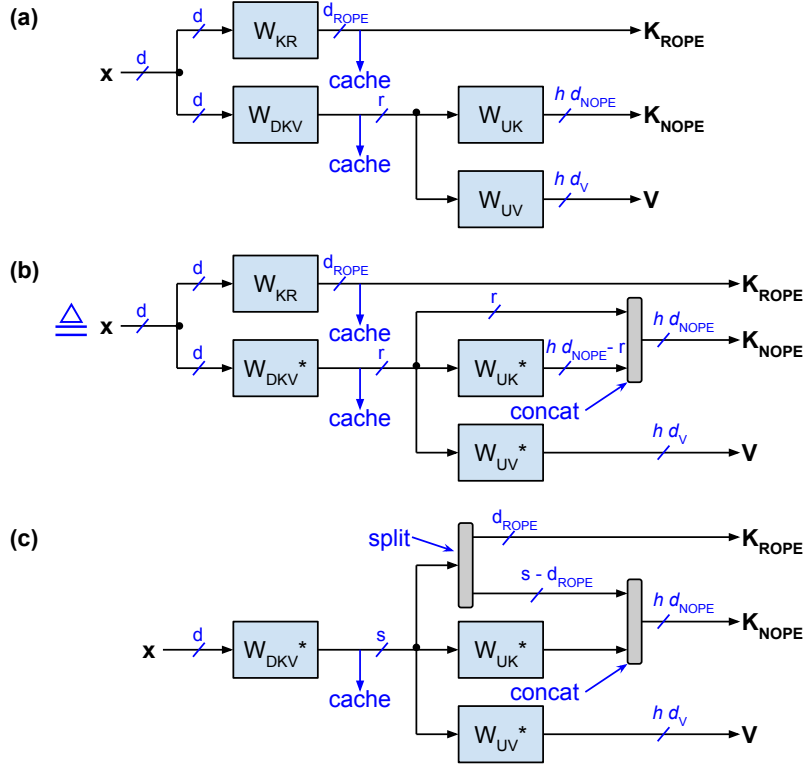 (a)
d
d_ROPE
W_KR
K_ROPE
x
d
cache
d
r
h d_NOPE
W_DKV
W_UK
K_NOPE
cache
h d_V
W_UV
V
(b)
d
d_ROPE
W_KR
K_ROPE
≜ x
d
r
cache
h d_NOPE
d
r
h d_NOPE - r
W_DKV*
W_UK*
K_NOPE
cache
concat
h d_V
W_UV*
V
(c)
d_ROPE
split
K_ROPE
s - d_ROPE
h d_NOPE
x
d
W_DKV*
s
W_UK*
K_NOPE
cache
concat
h d_V
W_UV*
V